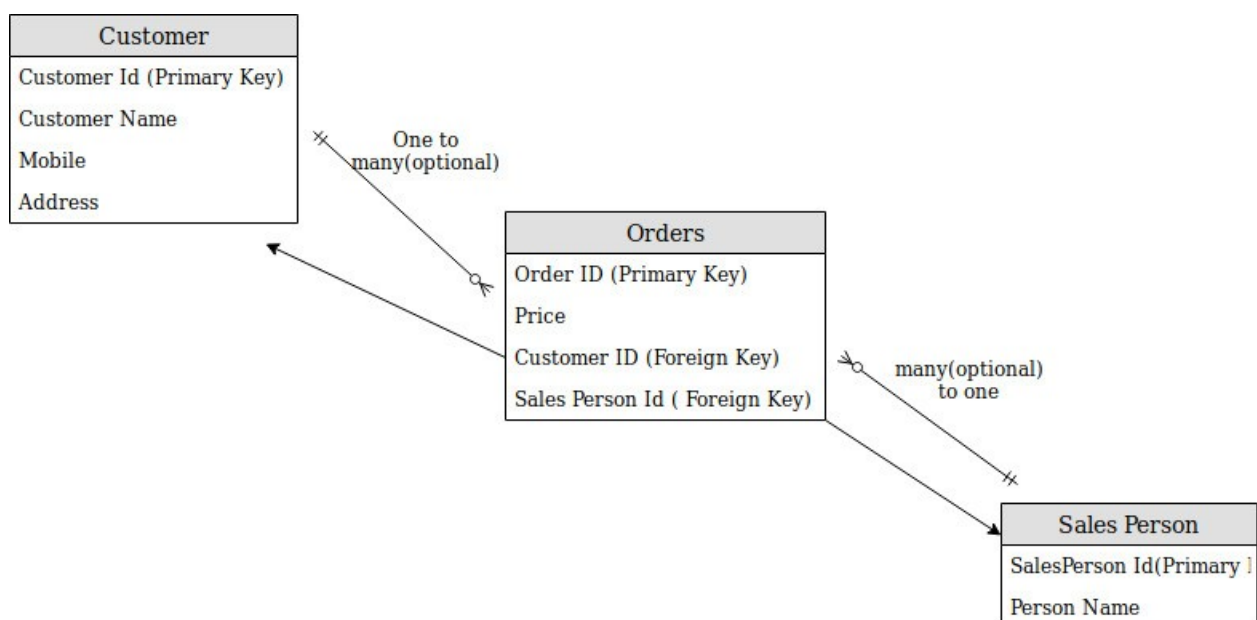 Customer
Customer Id (Primary Key)
Customer Name
Mobile
Address
One to
many(optional)
Orders
Order ID (Primary Key)
Price
Customer ID (Foreign Key)
Sales Person Id ( Foreign Key)
many(optional)
to one
Sales Person
SalesPerson Id(Primary
Person Name